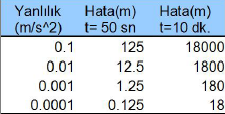 Yanlılık Hata(m) Hata(m)
(m/s^2) t= 50 sn t=10 dk.
0.1 125 18000
0.01 12.5 1800
0.001 1.25 180
0.0001 0.125 18